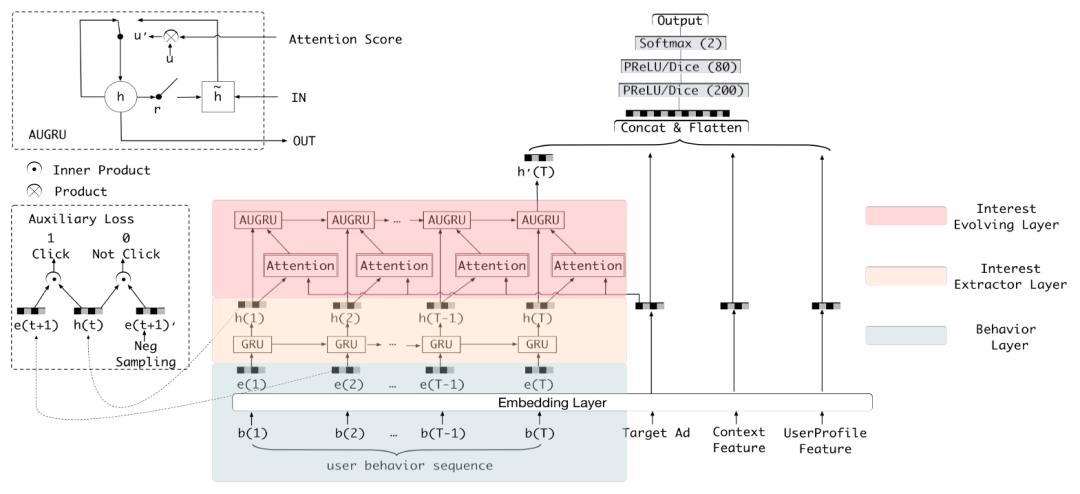 Output
Softmax (2)
PReLU/Dice (80)
PReLU/Dice (200)
Concat & Flatten
u'
u
Attention Score
h
r
h̃
IN
AUGRU
OUT
Inner Product
Product
h'(T)
Auxiliary Loss
1
0
Click
Not Click
e(t+1)
h(t)
e(t+1)'
Neg
Sampling
AUGRU
AUGRU
...
AUGRU
AUGRU
Attention
Attention
Attention
Attention
h(1)
h(2)
h(T-1)
h(T)
GRU
GRU
...
GRU
GRU
e(1)
e(2)
...
e(T-1)
e(T)
Embedding Layer
b(1)
b(2)
...
b(T-1)
b(T)
user behavior sequence
Target Ad
Context
Feature
UserProfile
Feature
Interest
Evolving Layer
Interest
Extractor Layer
Behavior
Layer